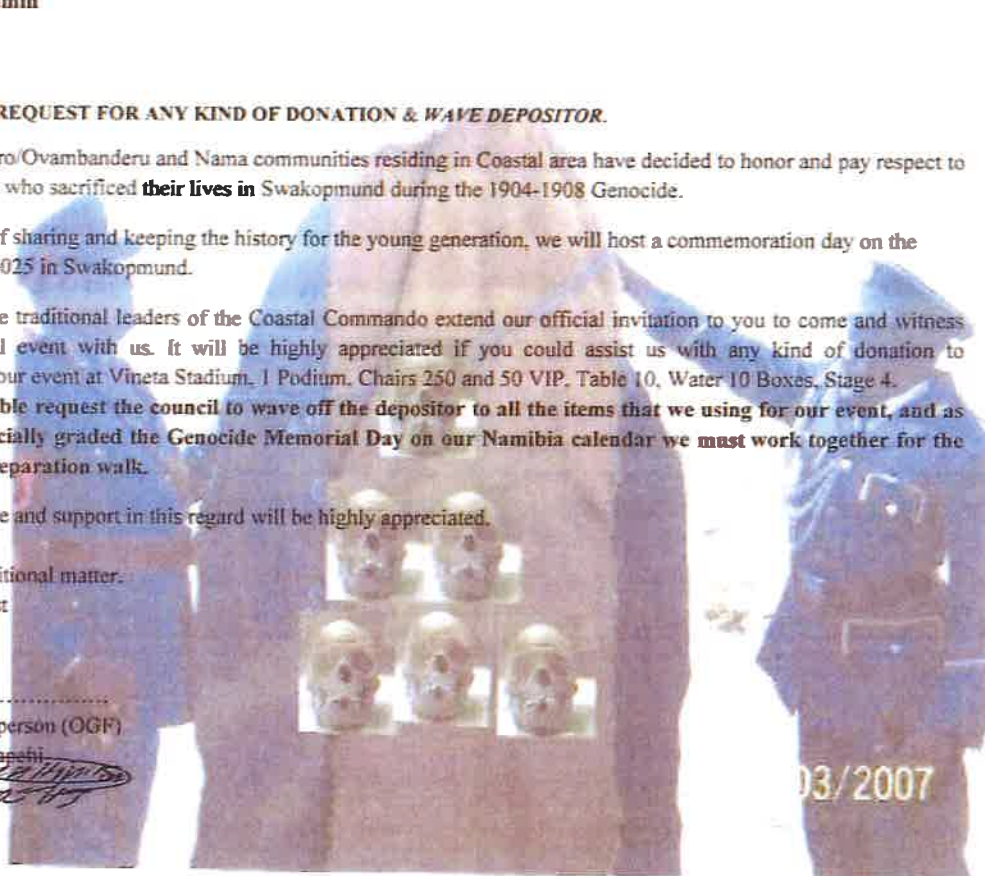 REQUEST FOR ANY KIND OF DONATION & WAVE DEPOSITOR.
ro/Ovambanderu and Nama communities residing in Coastal area have decided to honor and pay respect to
who sacrificed their lives in Swakopmund during the 1904-1908 Genocide.
f sharing and keeping the history for the young generation, we will host a commemoration day on the
025 in Swakopmund.
e traditional leaders of the Coastal Commando extend our official invitation to you to come and witness
l event with us. It will be highly appreciated if you could assist us with any kind of donation to
our event at Vineta Stadium, 1 Podium, Chairs 250 and 50 VIP, Table 10, Water 10 Boxes, Stage 4.
ble request the council to wave off the depositor to all the items that we using for our event, and as
cially graded the Genocide Memorial Day on our Namibia calendar we must work together for the
eparation walk.
e and support in this regard will be highly appreciated.
itional matter.
t
person (OGF)
03/2007